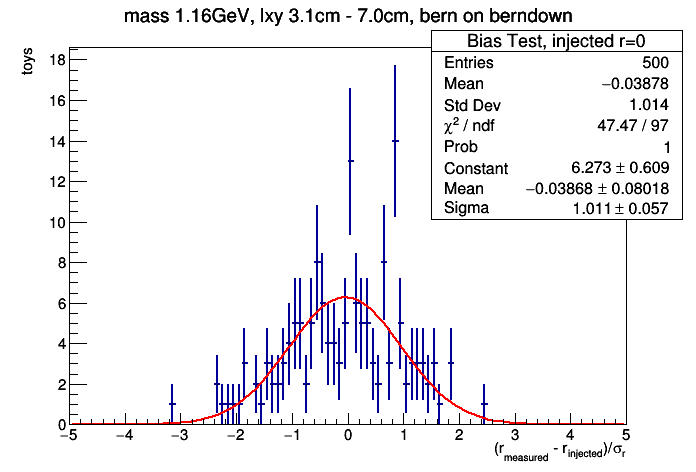 mass 1.16GeV, lxy 3.1cm - 7.0cm, bern on berndown
toys
Bias Test, injected r=0
Entries 500
Mean −0.03878
Std Dev 1.014
χ² / ndf 47.47 / 97
Prob 1
Constant 6.273 ± 0.609
Mean −0.03868 ± 0.08018
Sigma 1.011 ± 0.057
18
16
14
12
10
8
6
4
2
0
−5 −4 −3 −2 −1 0 1 2 3 4 5
(r_measured - r_injected)/σ_r